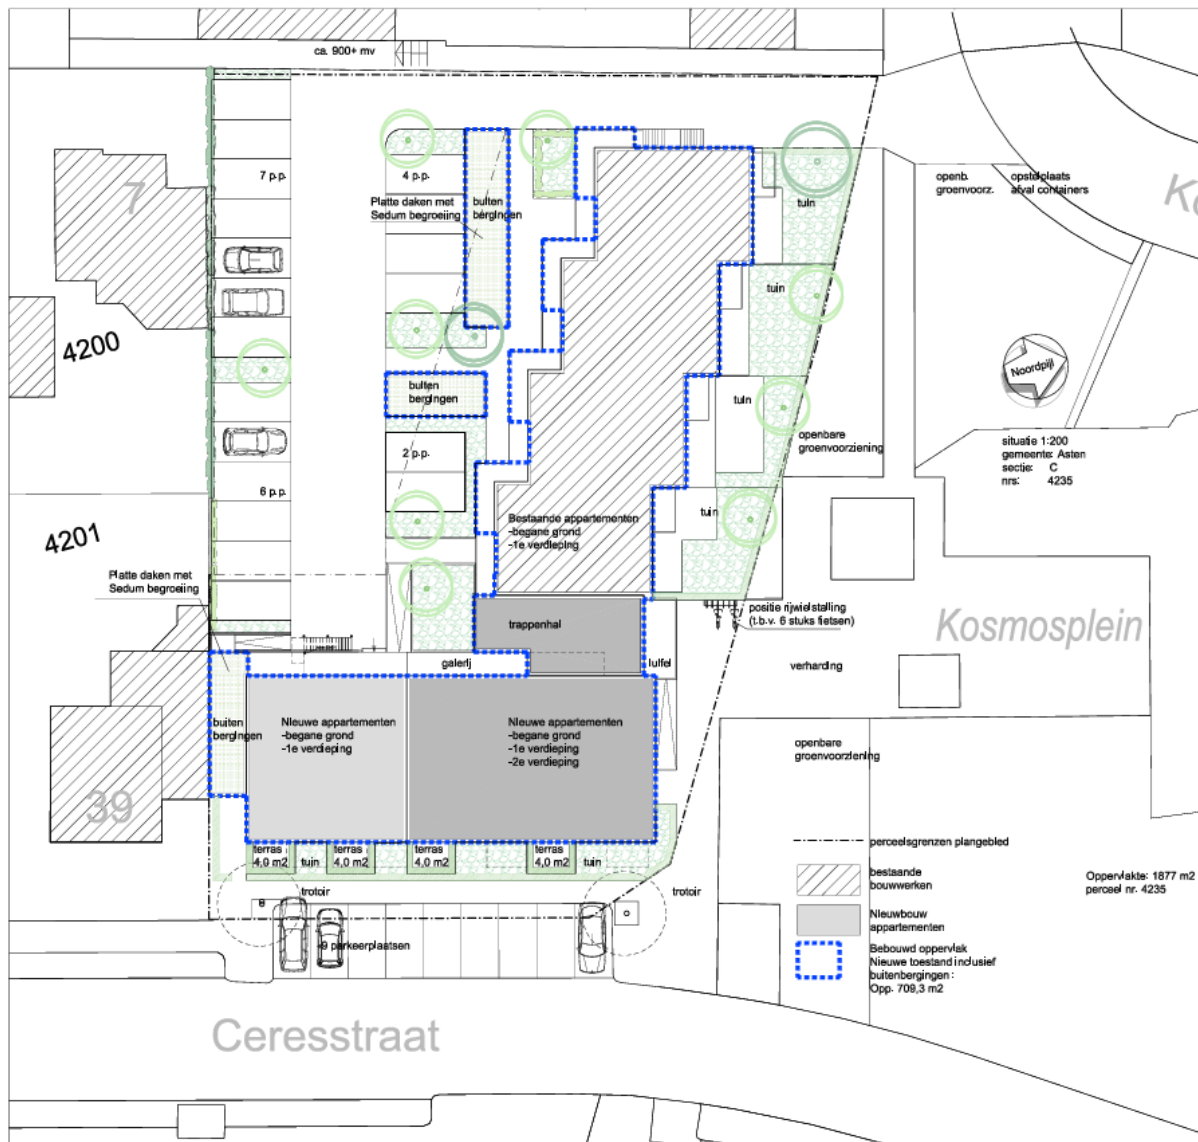 ca. 900+ mv
7
7 p.p.
4 p.p.
Platte daken met
Sedum begroeiing
buiten
bergingen
tuin
openb.
groenvoorz.
opstelplaats
afval containers
tuin
4200
Noordpijl
buiten
bergingen
tuin
openbare
groenvoorziening
situatie 1:200
gemeente: Asten
sectie: C
nrs: 4235
2 p.p.
6 p.p.
tuin
Bestaande appartementen
-begane grond
-1e verdieping
4201
Platte daken met
Sedum begroeiing
positie rijwielstalling
(t.b.v. 6 stuks fietsen)
trappenhal
Kosmosplein
galerij
luifel
verharding
buiten
bergingen
Nieuwe appartementen
-begane grond
-1e verdieping
Nieuwe appartementen
-begane grond
-1e verdieping
-2e verdieping
openbare
groenvoorziening
39
perceelsgrenzen plangebied
terras
4,0 m2
tuin
terras
4,0 m2
terras
4,0 m2
terras
4,0 m2
tuin
bestaande
bouwwerken
Oppervlakte: 1877 m2
perceel nr. 4235
trottoir
trottoir
Nieuwbouw
appartementen
9 parkeerplaatsen
Bebouwd oppervlak
Nieuwe toestand inclusief
buitenbergingen :
Opp. 709,3 m2
Ceresstraat